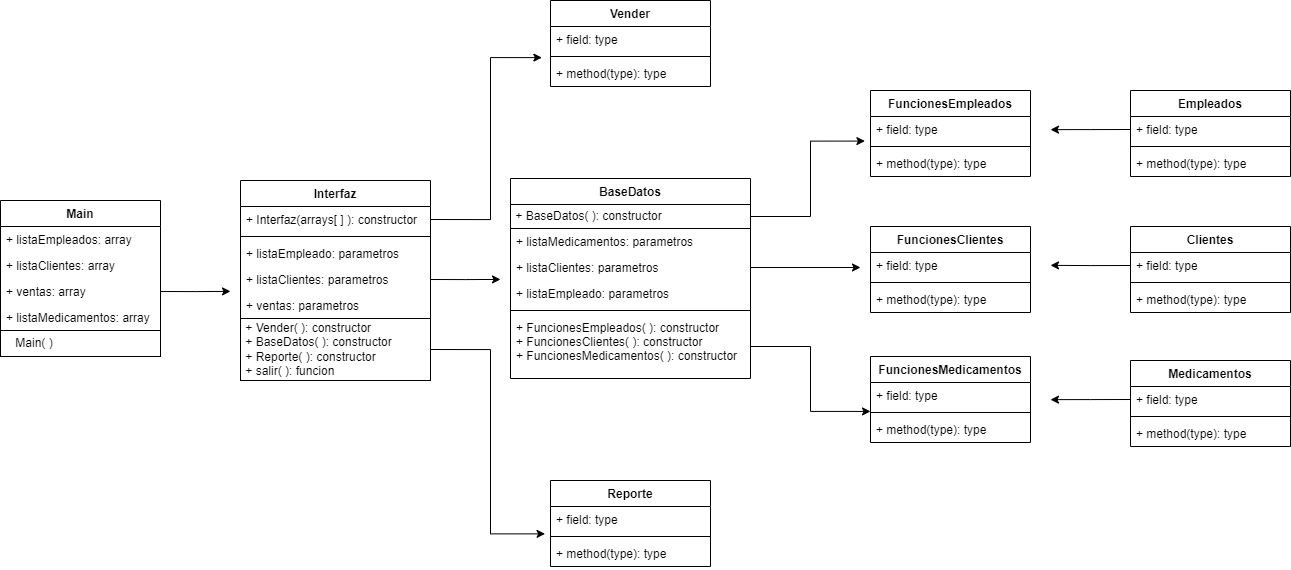 Vender
+ field: type
+ method(type): type
FuncionesEmpleados
+ field: type
+ method(type): type
Empleados
+ field: type
+ method(type): type
Main
+ listaEmpleados: array
+ listaClientes: array
+ ventas: array
+ listaMedicamentos: array
Main( )
Interfaz
+ Interfaz(arrays[ ] ): constructor
+ listaEmpleado: parametros
+ listaClientes: parametros
+ ventas: parametros
+ Vender( ): constructor
+ BaseDatos( ): constructor
+ Reporte( ): constructor
+ salir( ): funcion
BaseDatos
+ BaseDatos( ): constructor
+ listaMedicamentos: parametros
+ listaClientes: parametros
+ listaEmpleado: parametros
+ FuncionesEmpleados( ): constructor
+ FuncionesClientes( ): constructor
+ FuncionesMedicamentos( ): constructor
FuncionesClientes
+ field: type
+ method(type): type
Clientes
+ field: type
+ method(type): type
FuncionesMedicamentos
+ field: type
+ method(type): type
Medicamentos
+ field: type
+ method(type): type
Reporte
+ field: type
+ method(type): type